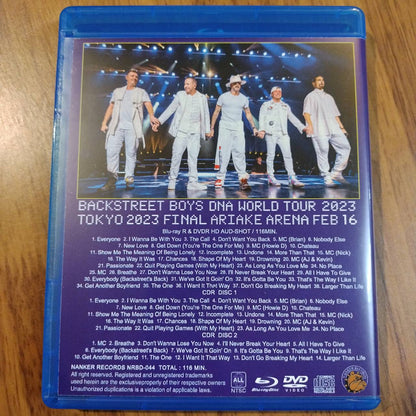 BACKSTREET BOYS DNA WORLD TOUR 2023
TOKYO 2023 FINAL ARIAKE ARENA FEB 16
Blu-ray R & DVDR HD AUD-SHOT / 116MIN.
1. Everyone 2. I Wanna Be With You 3. The Call 4. Don't Want You Back 5. MC (Brian) 6. Nobody Else
7. New Love 8. Get Down (You're The One For Me) 9. MC (Howie D) 10. Chateau
11. Show Me The Meaning Of Being Lonely 12. Incomplete 13. Undone 14. More Than That 15. MC (Nick)
16. The Way It Was 17. Chances 18. Shape Of My Heart 19. Drowning 20. MC (AJ & Kevin)
21. Passionate 22. Quit Playing Games (With My Heart) 23. As Long As You Love Me 24. No Place
25. MC 26. Breathe 27. Don't Wanna Lose You Now 28. I'll Never Break Your Heart 29. All I Have To Give
30. Everybody (Backstreet's Back) 31. We've Got It Goin' On 32. It's Gotta Be You 33. That's The Way I Like It
34. Get Another Boyfriend 35. The One 36. I Want It That Way 37. Don't Go Breaking My Heart 38. Larger Than Life
CDR DISC 1
1. Everyone 2. I Wanna Be With You 3. The Call 4. Don't Want You Back 5. MC (Brian) 6. Nobody Else
7. New Love 8. Get Down (You're The One For Me) 9. MC (Howie D) 10. Chateau
11. Show Me The Meaning Of Being Lonely 12. Incomplete 13. Undone 14. More Than That 15. MC (Nick)
16. The Way It Was 17. Chances 18. Shape Of My Heart 19. Drowning 20. MC (AJ & Kevin)
21. Passionate 22. Quit Playing Games (With My Heart) 23. As Long As You Love Me 24. No Place
CDR DISC 2
1. MC 2. Breathe 3. Don't Wanna Lose You Now 4. I'll Never Break Your Heart 5. All I Have To Give
6. Everybody (Backstreet's Back) 7. We've Got It Goin' On 8. It's Gotta Be You 9. That's The Way I Like It
10. Get Another Boyfriend 11. The One 12. I Want It That Way 13. Don't Go Breaking My Heart 14. Larger Than Life
NANKER RECORDS NRBD-044 TOTAL : 116 MIN.
All right reserved. Registered and unregistered trademarks
used herein are the exclusiveproperty of their respective owners
Unauthorized duplications is a violation of applicable laws.
ALL
NTSC
Blu-ray Disc
DVD
VIDEO
COMPACT
disc